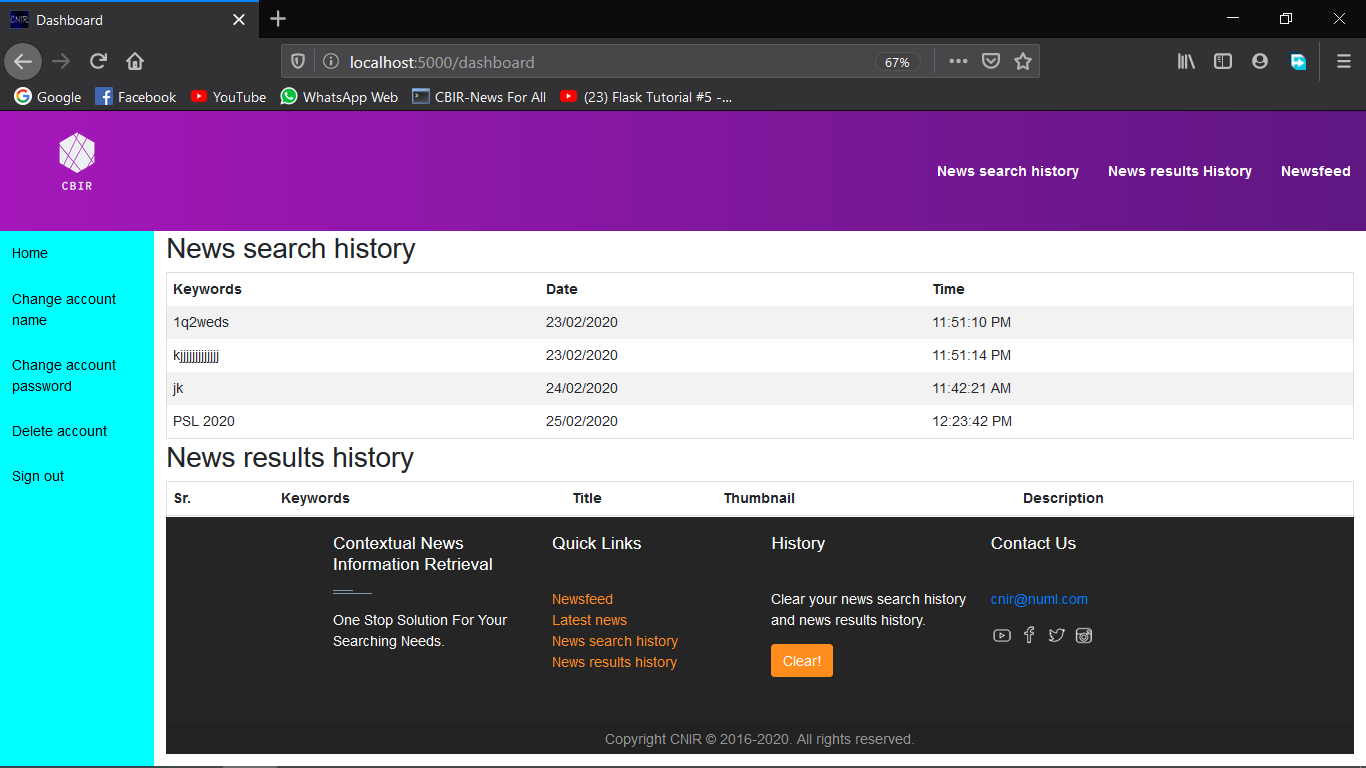 CNIR Dashboard
localhost:5000/dashboard 67%
Google Facebook YouTube WhatsApp Web CBIR-News For All (23) Flask Tutorial #5 -...
CBIR
News search history News results History Newsfeed
Home
Change account
name
Change account
password
Delete account
Sign out
News search history
Keywords Date Time
1q2weds 23/02/2020 11:51:10 PM
kjjjjjjjjjjjjj 23/02/2020 11:51:14 PM
jk 24/02/2020 11:42:21 AM
PSL 2020 25/02/2020 12:23:42 PM
News results history
Sr. Keywords Title Thumbnail Description
Contextual News
Information Retrieval
One Stop Solution For Your
Searching Needs.
Quick Links
Newsfeed
Latest news
News search history
News results history
History
Clear your news search history
and news results history.
Clear!
Contact Us
cnir@numl.com
Copyright CNIR © 2016-2020. All rights reserved.